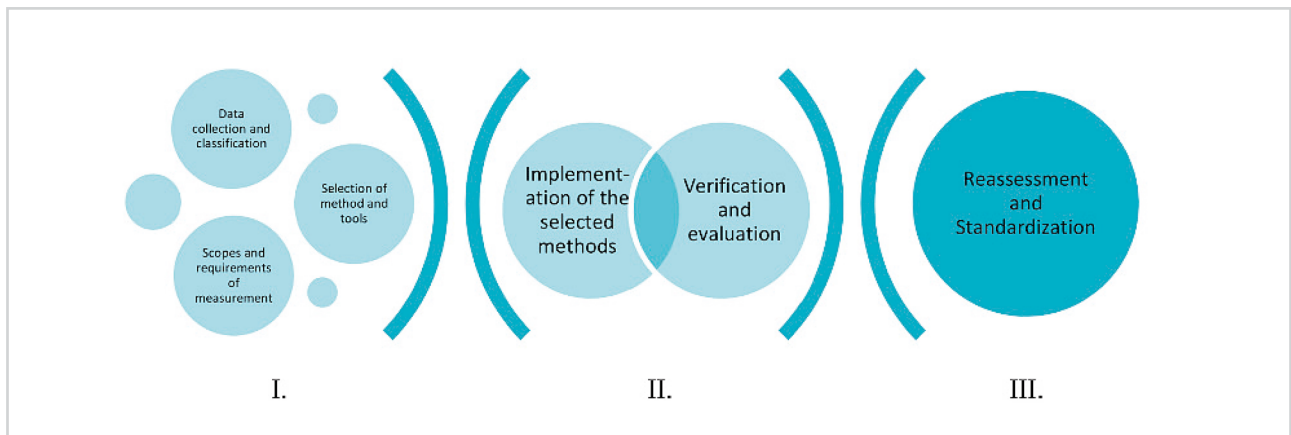 Data
collection and
classification
Selection of
method and
tools
Scopes and
requirements
of
measurement
Implement-
ation of the
selected
methods
Verification
and
evaluation
Reassessment
and
Standardization
I.
II.
III.